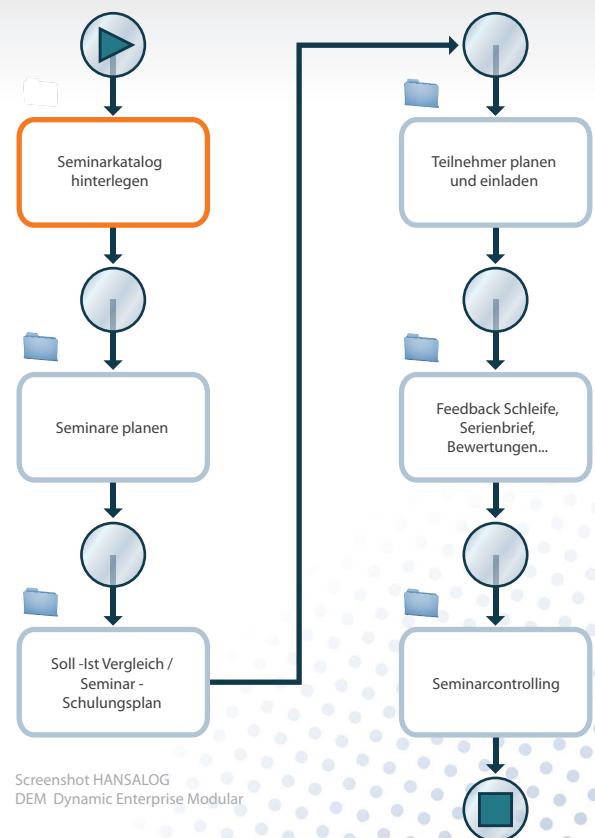 Seminarkatalog
hinterlegen
Seminare planen
Soll -Ist Vergleich /
Seminar -
Schulungsplan
Teilnehmer planen
und einladen
Feedback Schleife,
Serienbrief,
Bewertungen...
Seminarcontrolling
Screenshot HANSALOG
DEM  Dynamic Enterprise Modular